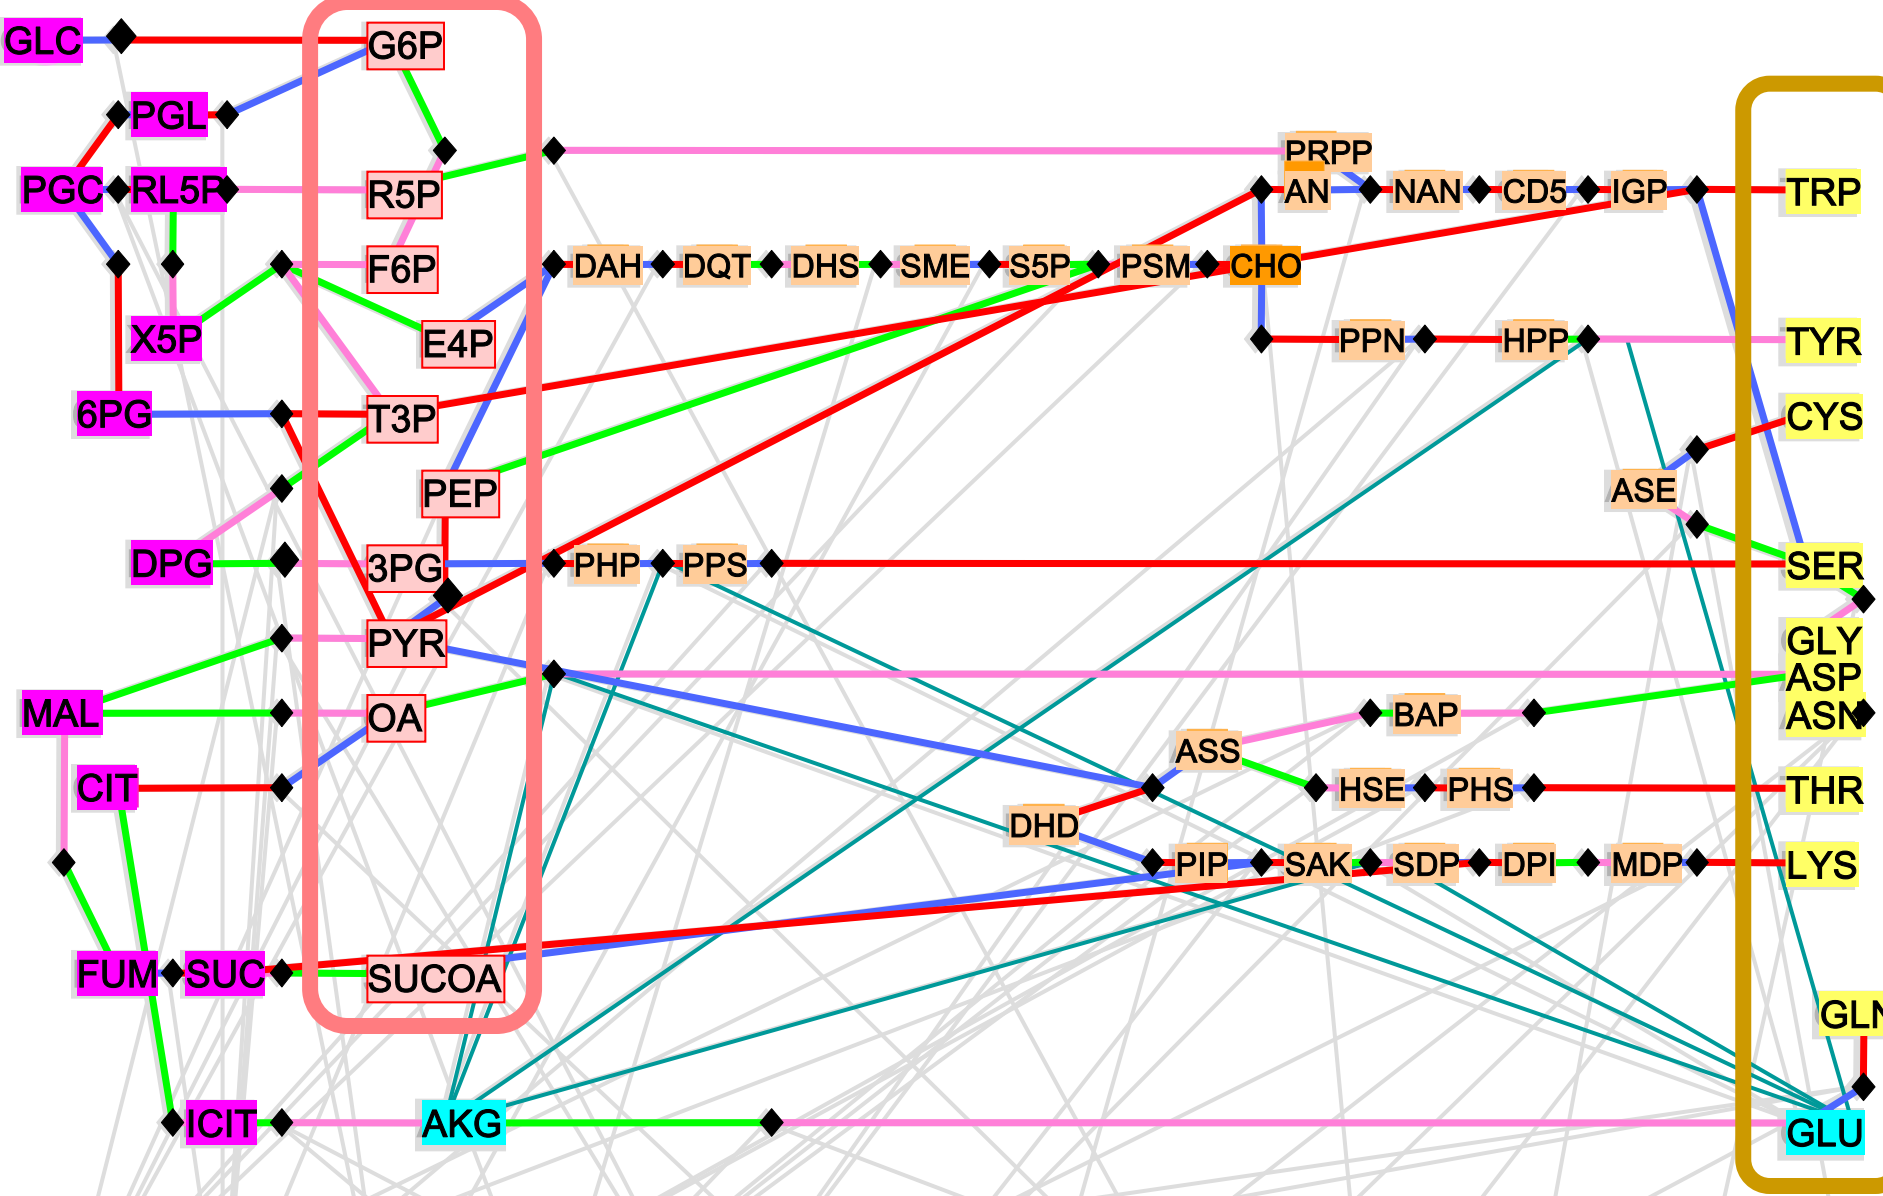 GLC
G6P
PGL
PRPP
PGC
RL5P
R5P
AN
NAN
CD5
IGP
TRP
F6P
DAH
DQT
DHS
SME
S5P
PSM
CHO
X5P
E4P
PPN
HPP
TYR
6PG
T3P
CYS
PEP
ASE
DPG
3PG
PHP
PPS
SER
PYR
GLY
ASP
MAL
OA
BAP
ASN
ASS
CIT
HSE
PHS
THR
DHD
PIP
SAK
SDP
DPI
MDP
LYS
FUM
SUC
SUCOA
GLN
ICIT
AKG
GLU